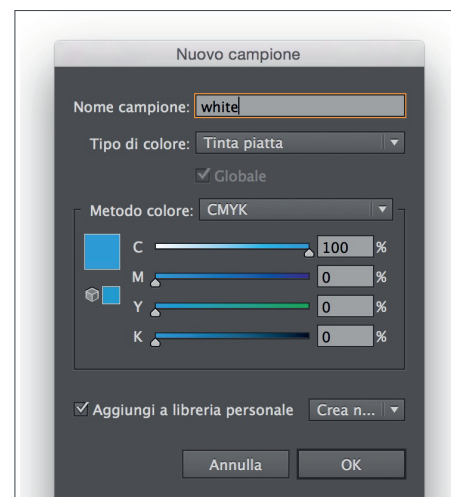 Nuovo campione
Nome campione: white
Tipo di colore: Tinta piatta
Globale
Metodo colore: CMYK
C 100 %
M 0 %
Y 0 %
K 0 %
Aggiungi a libreria personale Crea n...
Annulla OK